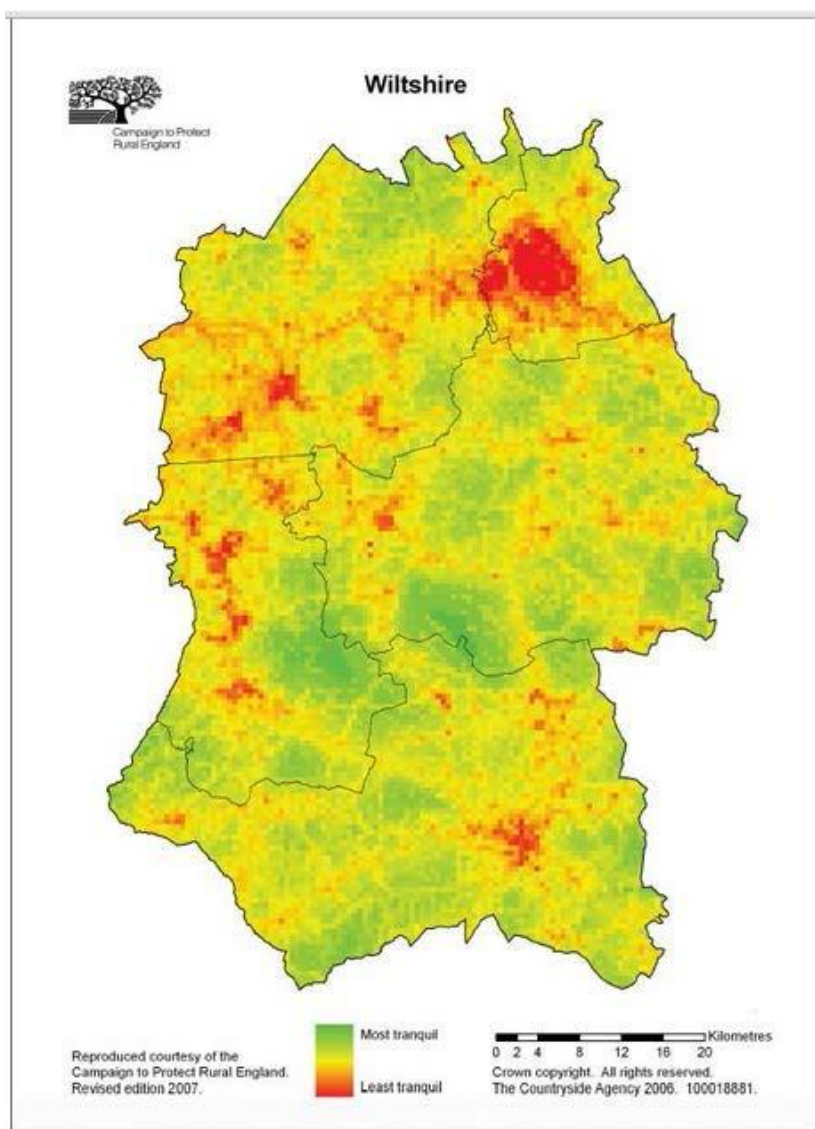 Wiltshire
Campaign to Protect
Rural England
Most tranquil
Least tranquil
Reproduced courtesy of the
Campaign to Protect Rural England.
Revised edition 2007.
Kilometres
0 2 4 8 12 16 20
Crown copyright. All rights reserved.
The Countryside Agency 2006. 100018881.